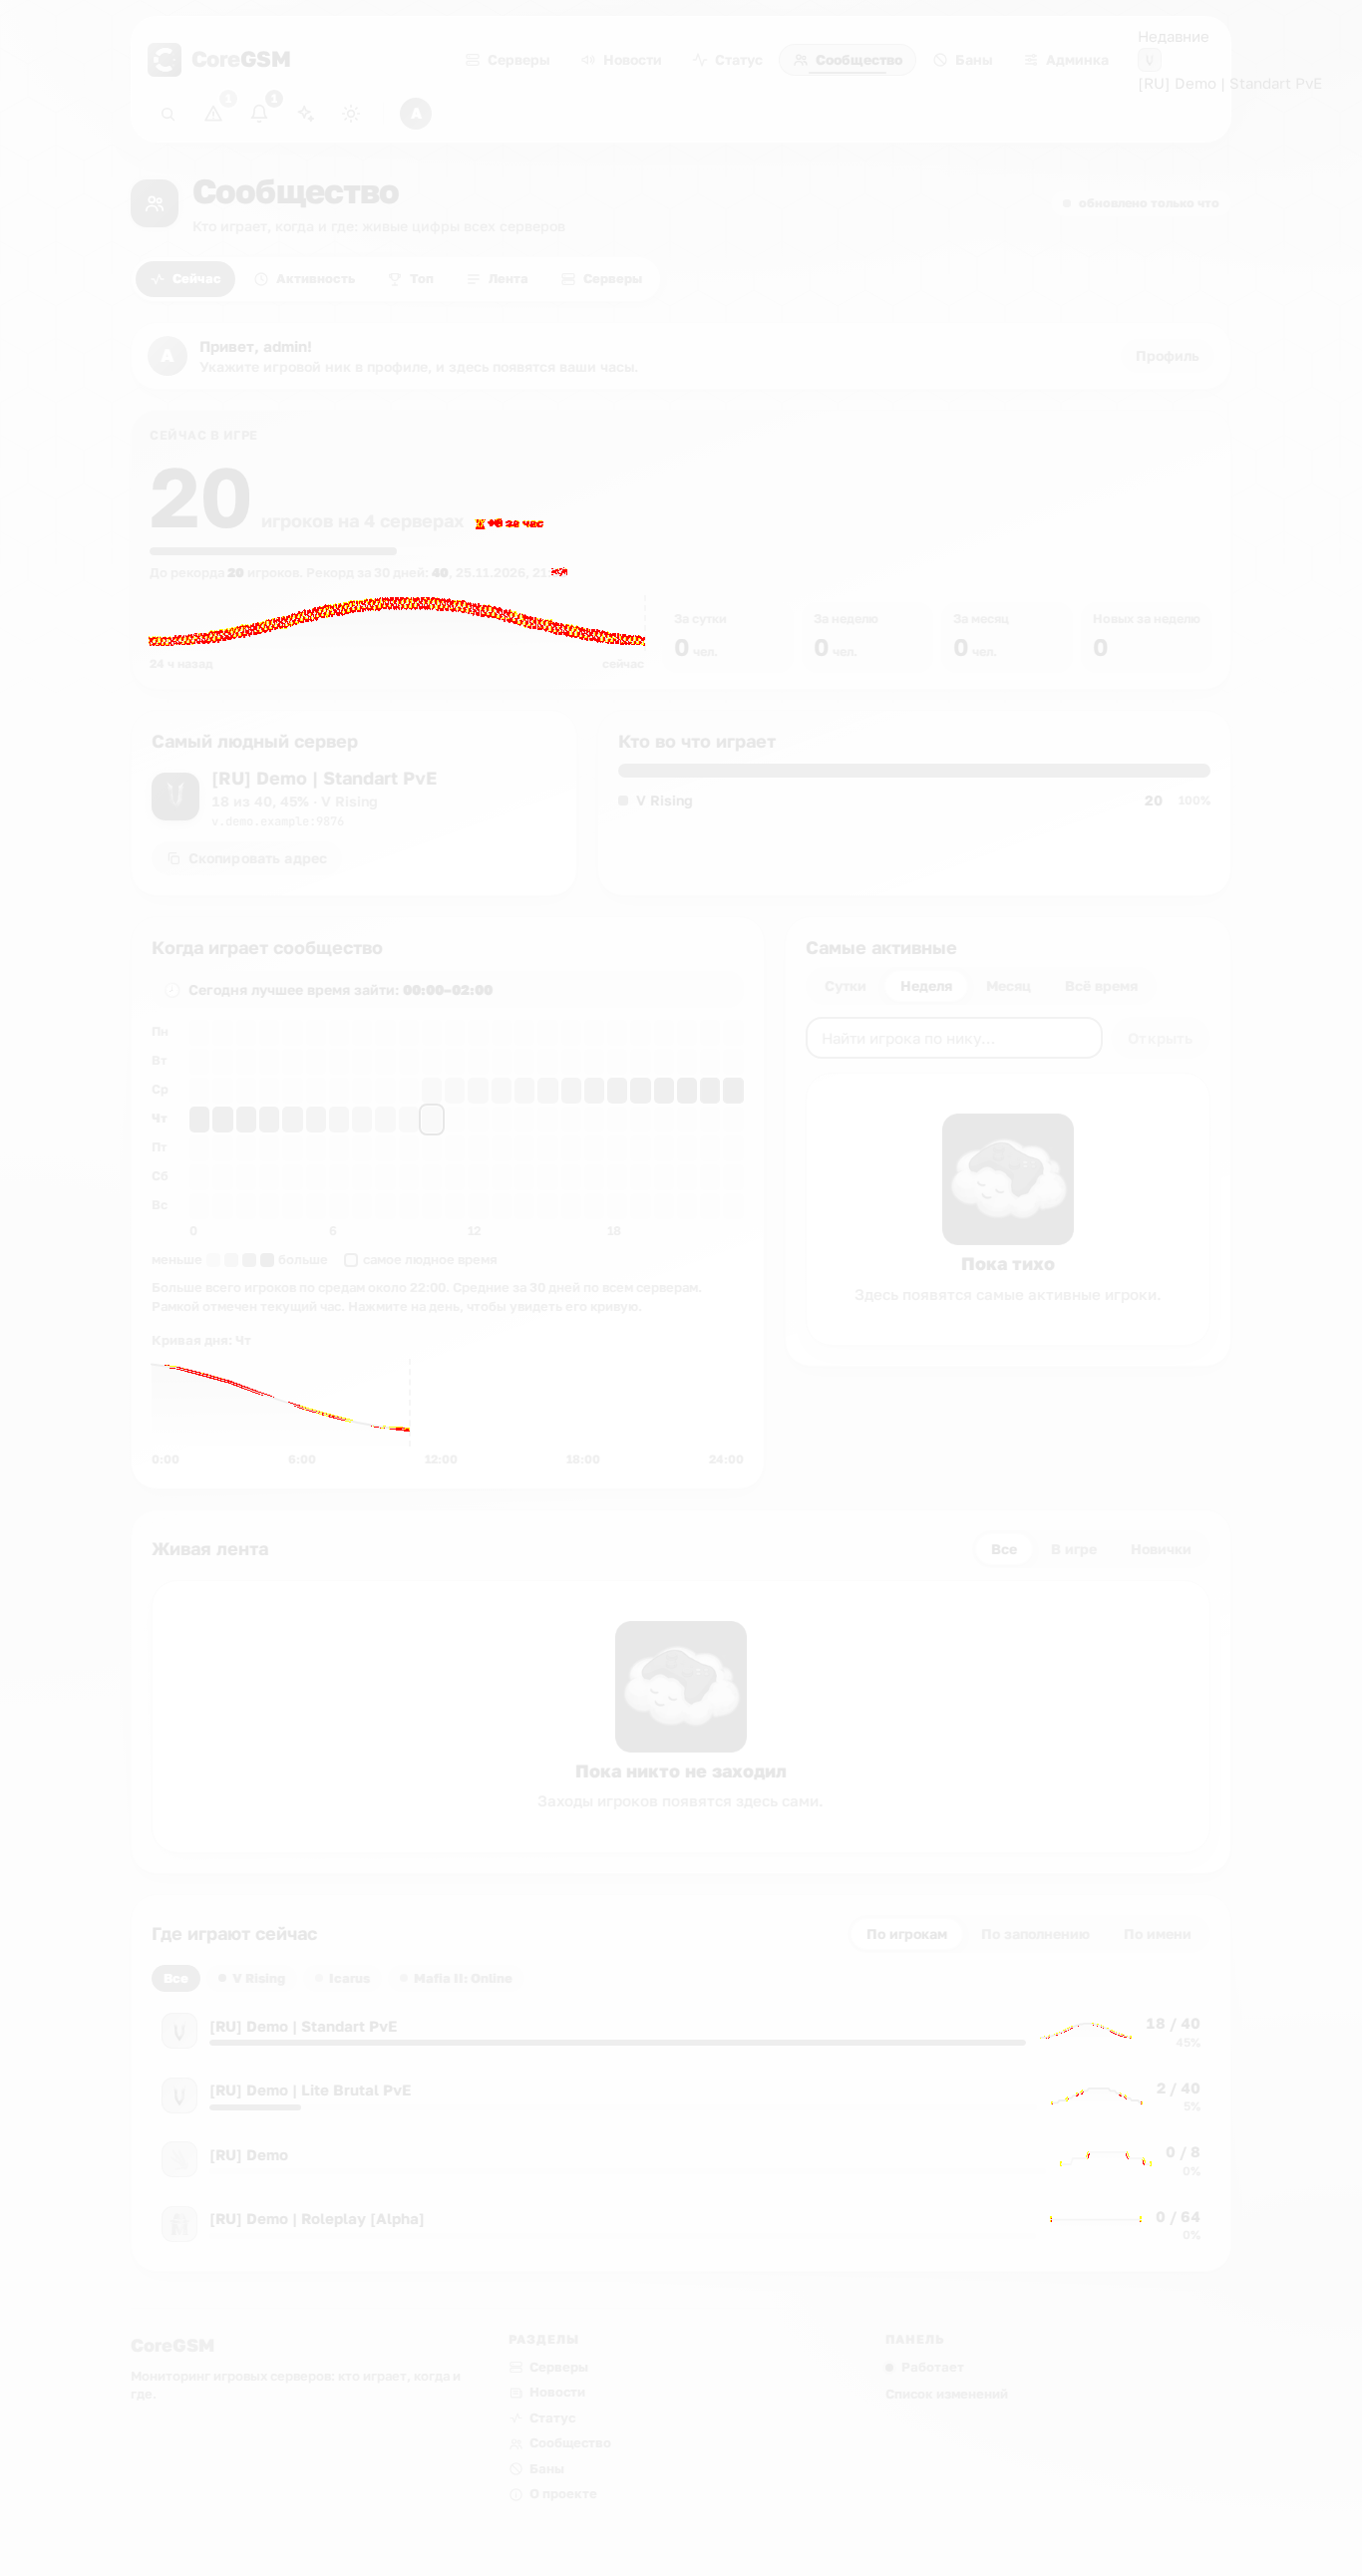 CoreGSM
Серверы
Новости
Статус
Сообщество
Баны
Админка
Недавние
[RU] Demo | Standart PvE
1
1
A
Сообщество
Кто играет, когда и где: живые цифры всех серверов
обновлено только что
Сейчас
Активность
Топ
Лента
Серверы
A
Привет, admin!
Укажите игровой ник в профиле, и здесь появятся ваши часы.
Профиль
СЕЙЧАС В ИГРЕ
20 игроков на 4 серверах
за час
До рекорда 20 игроков. Рекорд за 30 дней: 40, 25.11.2026, 21:
24 ч назад
сейчас
За сутки
0 чел.
За неделю
0 чел.
За месяц
0 чел.
Новых за неделю
0
Самый людный сервер
[RU] Demo | Standart PvE
18 из 40, 45% · V Rising
v.demo.example:9876
Скопировать адрес
Кто во что играет
V Rising 20 100%
Когда играет сообщество
Сегодня лучшее время зайти: 00:00–02:00
Пн
Вт
Ср
Чт
Пт
Сб
Вс
0 6 12 18
меньше больше самое людное время
Больше всего игроков по средам около 22:00. Средние за 30 дней по всем серверам.
Рамкой отмечен текущий час. Нажмите на день, чтобы увидеть его кривую.
Кривая дня: Чт
0:00 6:00 12:00 18:00 24:00
Самые активные
Сутки
Неделя
Месяц
Всё время
Найти игрока по нику...
Открыть
Пока тихо
Здесь появятся самые активные игроки.
Живая лента
Все
В игре
Новички
Пока никто не заходил
Заходы игроков появятся здесь сами.
Где играют сейчас
По игрокам
По заполнению
По имени
Все
V Rising
Icarus
Mafia II: Online
[RU] Demo | Standart PvE
18 / 40
45%
[RU] Demo | Lite Brutal PvE
2 / 40
5%
[RU] Demo
0 / 8
0%
[RU] Demo | Roleplay [Alpha]
0 / 64
0%
CoreGSM
Мониторинг игровых серверов: кто играет, когда и
где.
РАЗДЕЛЫ
Серверы
Новости
Статус
Сообщество
Баны
О проекте
ПАНЕЛЬ
Работает
Список изменений